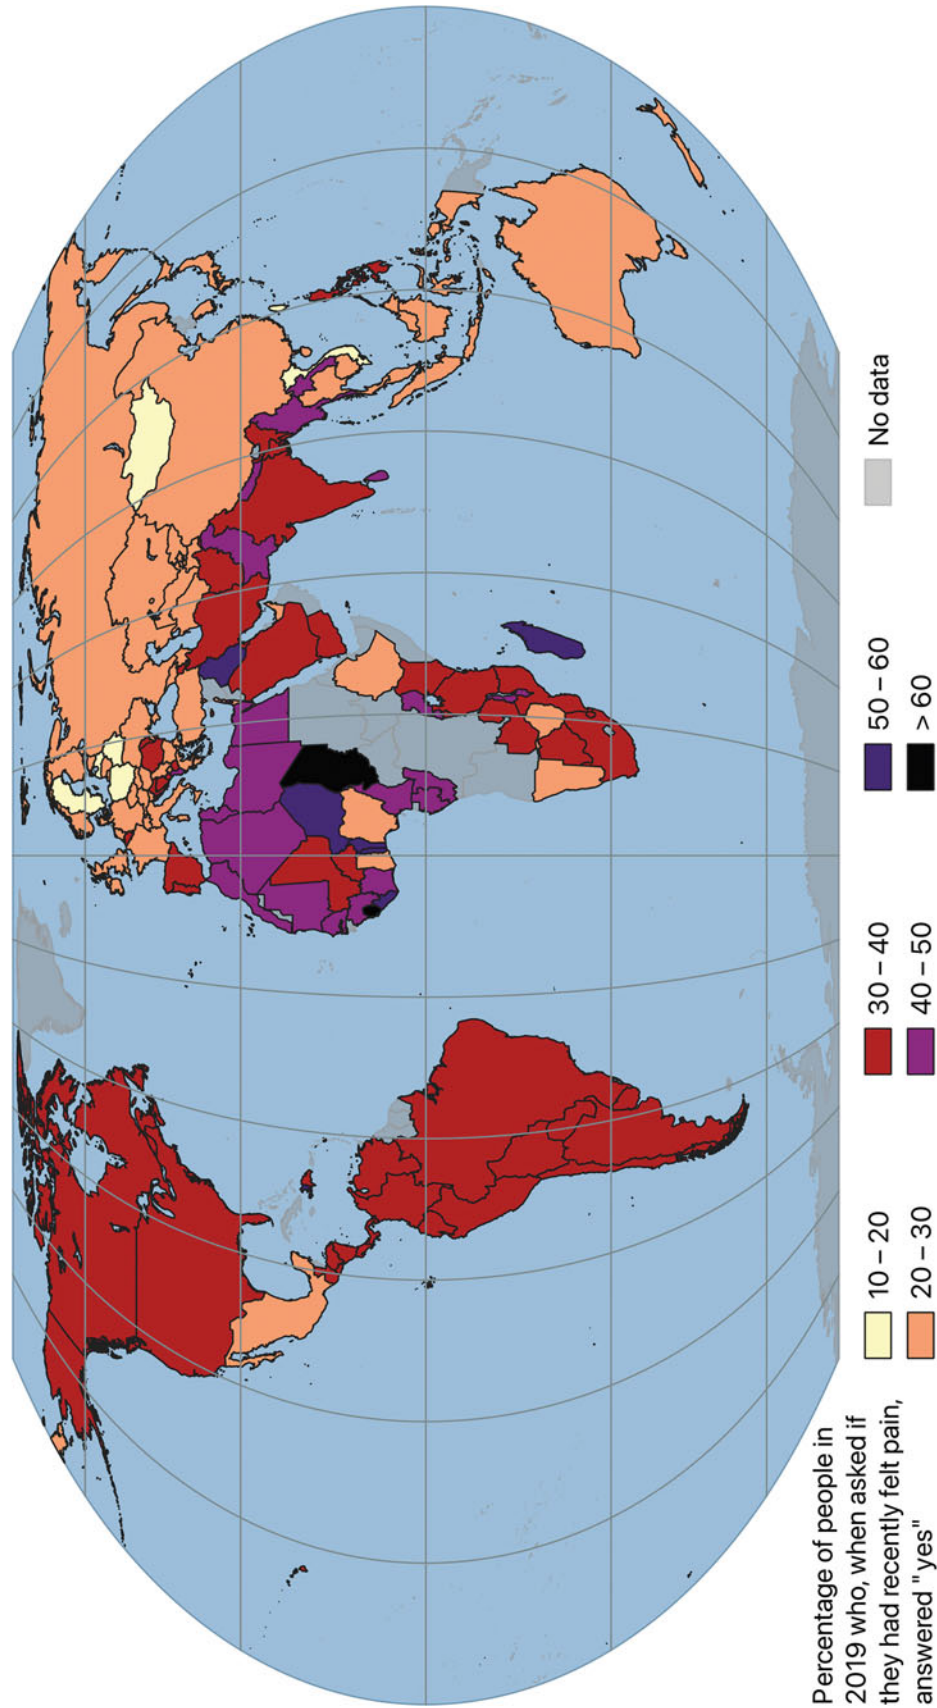 Percentage of people in
2019 who, when asked if
they had recently felt pain,
answered " yes"
10 – 20
20 – 30
30 – 40
40 – 50
50 – 60
> 60
No data